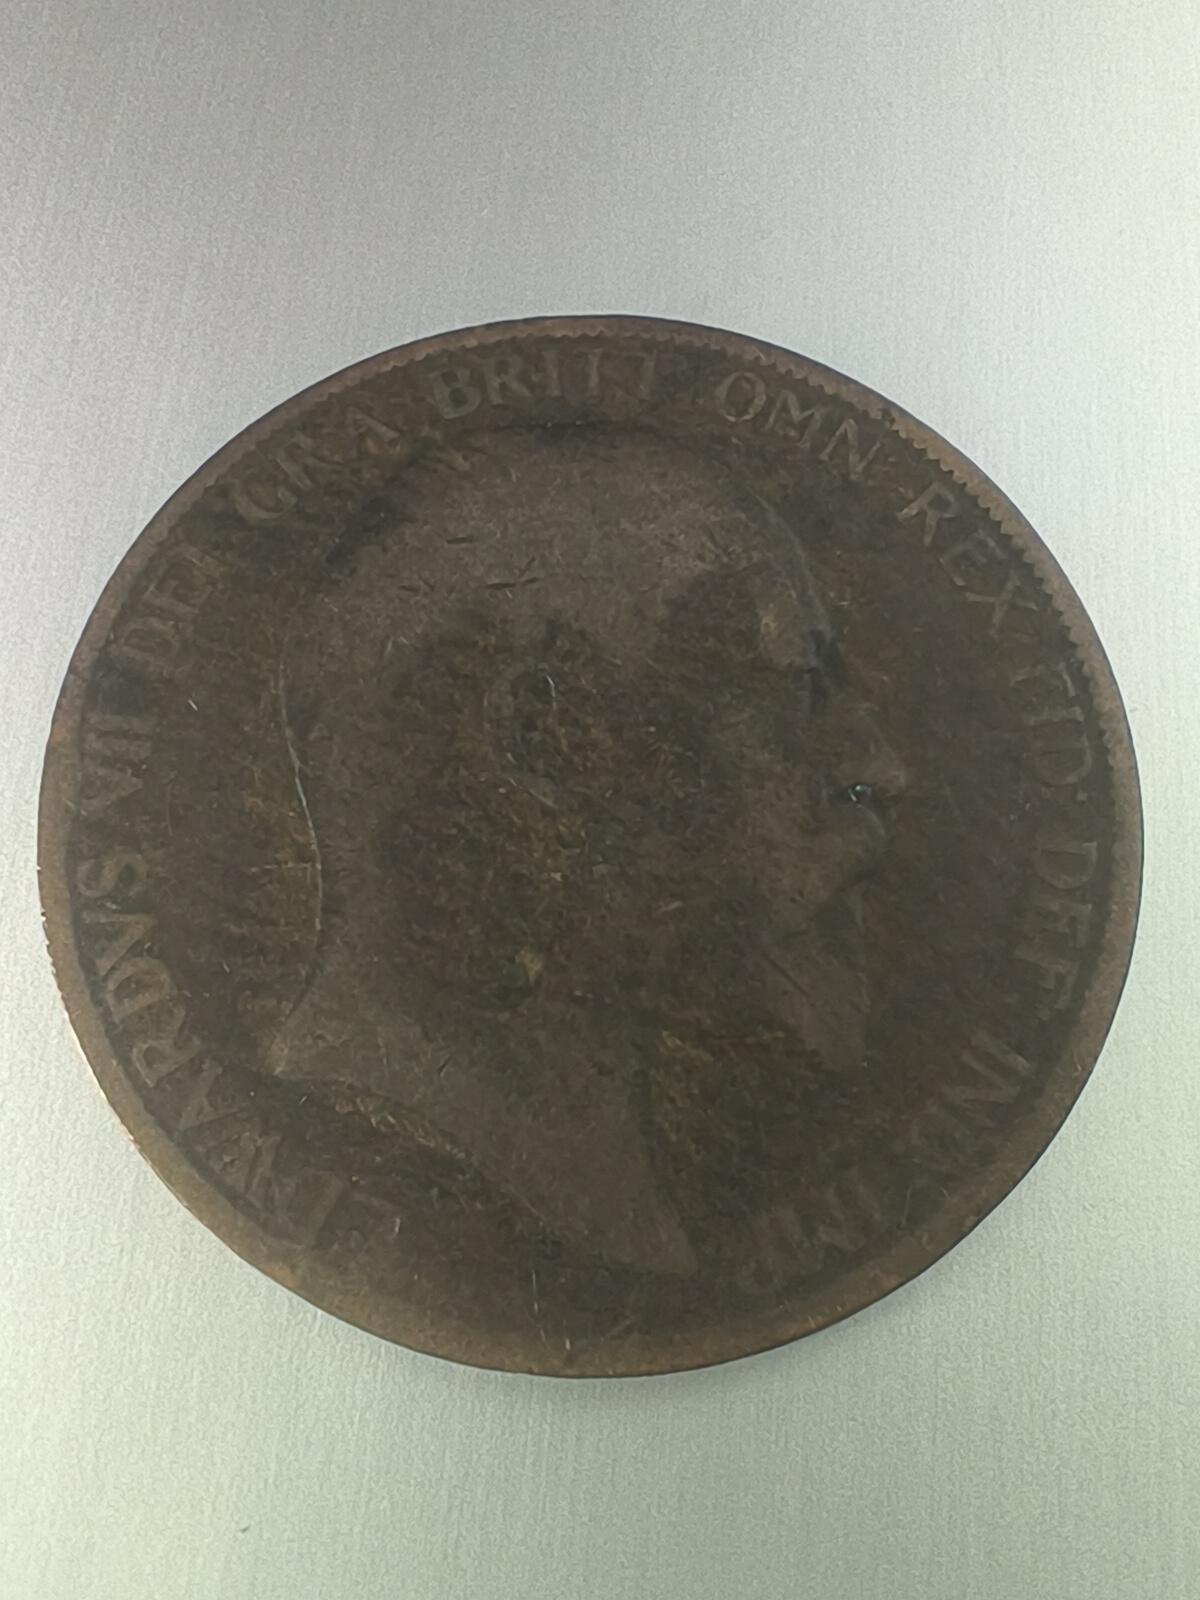 EDWARDVS VII DEI GRA BRITT OMN REX FID DEF IND IMP